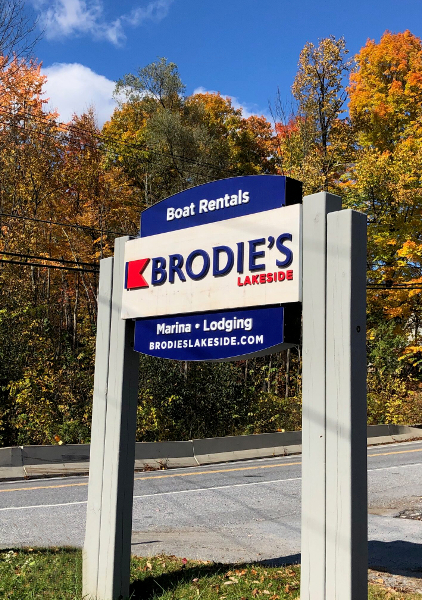 Boat Rentals
BRODIE'S
LAKESIDE
Marina • Lodging
BRODIESLAKESIDE.COM